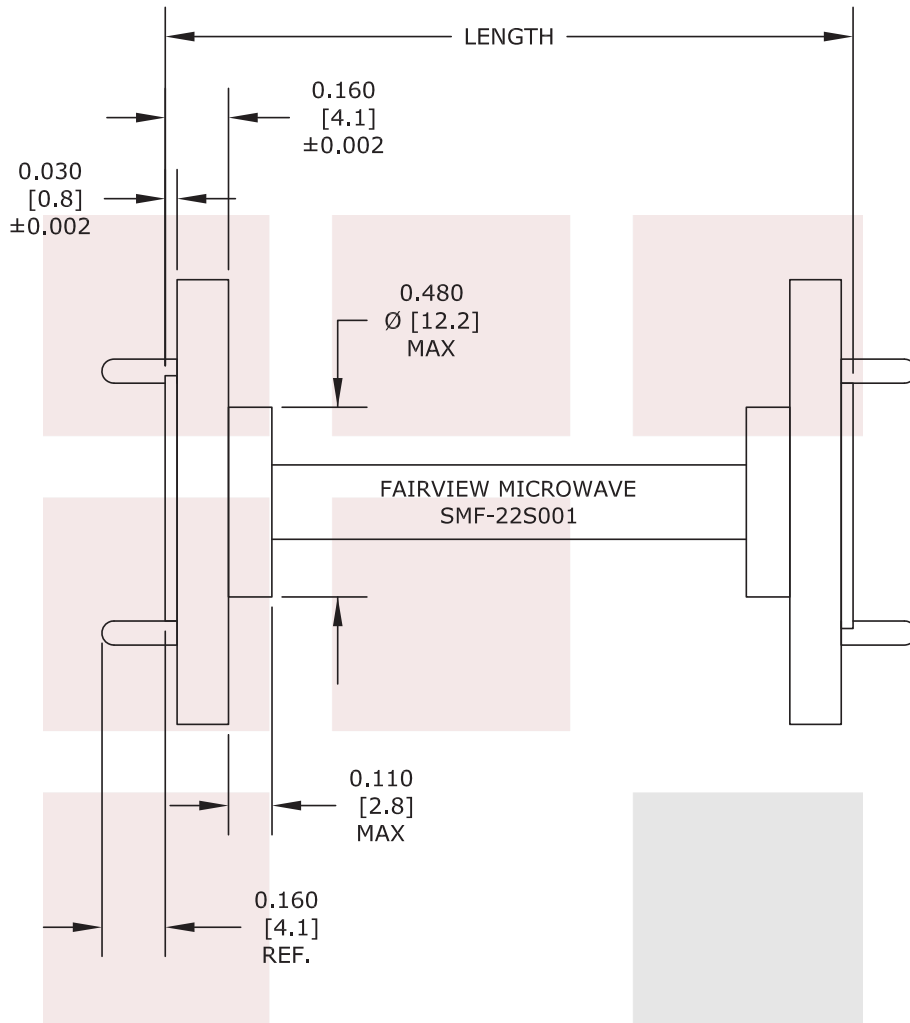 LENGTH
0.160
[4.1]
±0.002
0.030
[0.8]
±0.002
0.480
Ø [12.2]
MAX
FAIRVIEW MICROWAVE
SMF-22S001
0.110
[2.8]
MAX
0.160
[4.1]
REF.